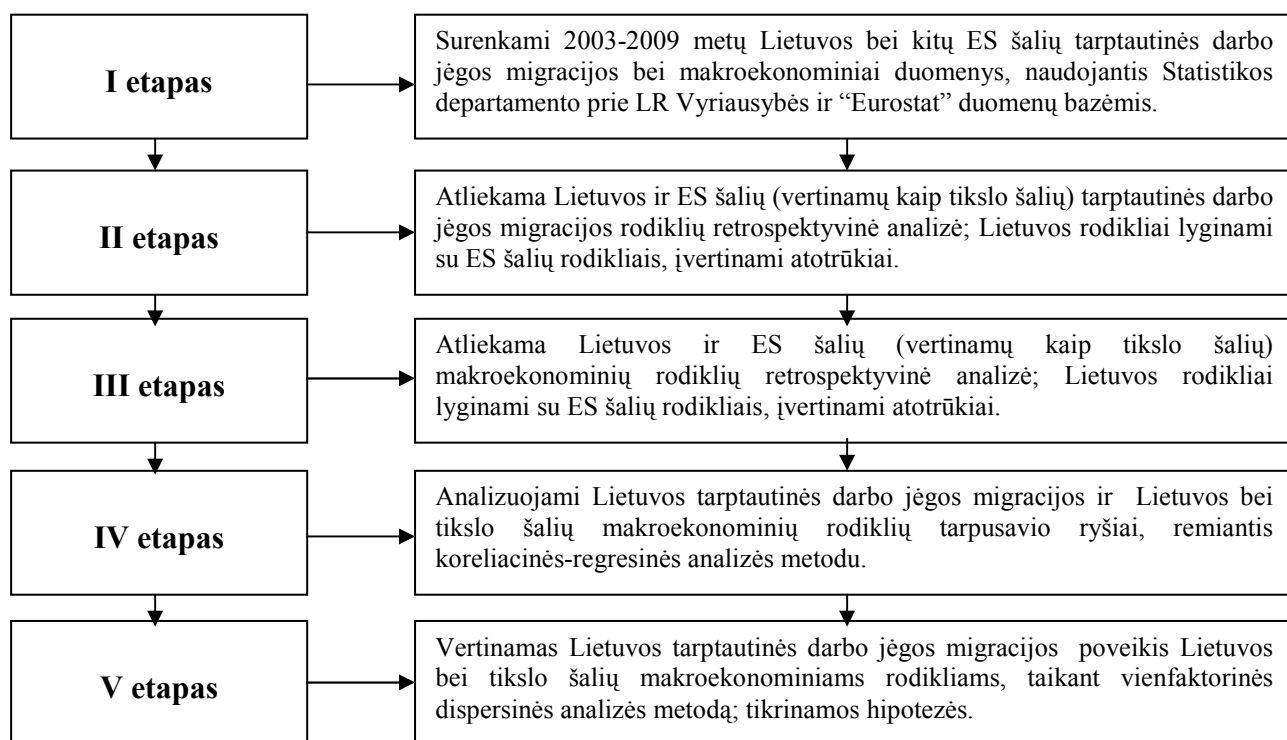 I etapas
Surenkami 2003-2009 metų Lietuvos bei kitų ES šalių tarptautinės darbo
jėgos migracijos bei makroekonominiai duomenys, naudojantis Statistikos
departamento prie LR Vyriausybės ir “Eurostat” duomenų bazėmis.
II etapas
Atliekama Lietuvos ir ES šalių (vertinamų kaip tikslo šalių) tarptautinės darbo
jėgos migracijos rodiklių retrospektyvinė analizė; Lietuvos rodikliai lyginami
su ES šalių rodikliais, įvertinami atotrūkiai.
III etapas
Atliekama Lietuvos ir ES šalių (vertinamų kaip tikslo šalių)
makroekonominių rodiklių retrospektyvinė analizė; Lietuvos rodikliai
lyginami su ES šalių rodikliais, įvertinami atotrūkiai.
IV etapas
Analizuojami Lietuvos tarptautinės darbo jėgos migracijos ir Lietuvos bei
tikslo šalių makroekonominių rodiklių tarpusavio ryšiai, remiantis
koreliacinės-regresinės analizės metodu.
V etapas
Vertinamas Lietuvos tarptautinės darbo jėgos migracijos poveikis Lietuvos
bei tikslo šalių makroekonominiams rodikliams, taikant vienfaktorinės
dispersinės analizės metodą; tikrinamos hipotezės.